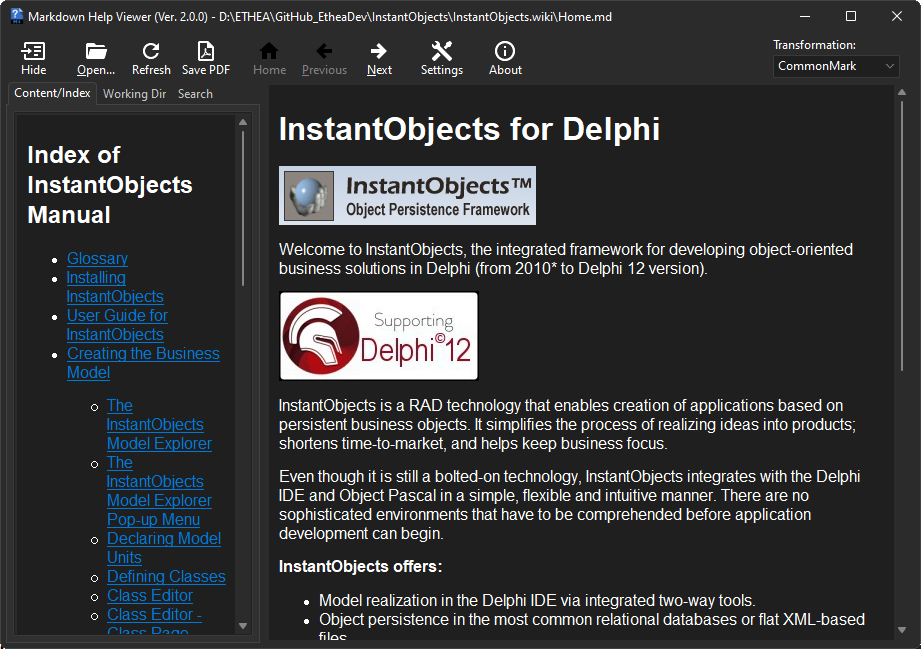 Markdown Help Viewer (Ver. 2.0.0) - D:\ETHEA\GitHub_EtheaDev\InstantObjects\InstantObjects.wiki\Home.md
Hide
Open...
Refresh
Save PDF
Home
Previous
Next
Settings
About
Transformation:
CommonMark
Content/Index
Working Dir
Search
Index of
InstantObjects
Manual
Glossary
Installing
InstantObjects
User Guide for
InstantObjects
Creating the Business
Model
The
InstantObjects
Model Explorer
The
InstantObjects
Model Explorer
Pop-up Menu
Declaring Model
Units
Defining Classes
Class Editor
Class Editor -
Class Page
InstantObjects for Delphi
InstantObjects™
Object Persistence Framework
Welcome to InstantObjects, the integrated framework for developing object-oriented
business solutions in Delphi (from 2010* to Delphi 12 version).
Supporting
Delphi©12
InstantObjects is a RAD technology that enables creation of applications based on
persistent business objects. It simplifies the process of realizing ideas into products;
shortens time-to-market, and helps keep business focus.
Even though it is still a bolted-on technology, InstantObjects integrates with the Delphi
IDE and Object Pascal in a simple, flexible and intuitive manner. There are no
sophisticated environments that have to be comprehended before application
development can begin.
InstantObjects offers:
Model realization in the Delphi IDE via integrated two-way tools.
Object persistence in the most common relational databases or flat XML-based
files.